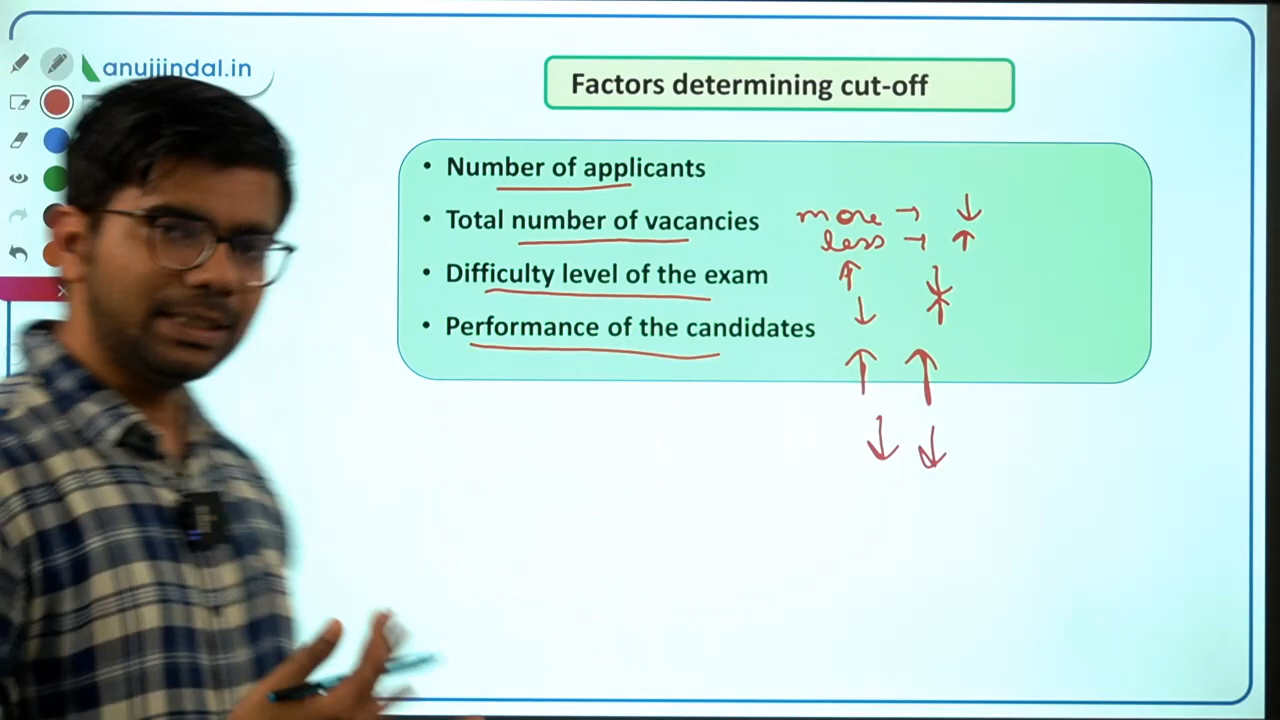 anujjindal.in
Factors determining cut-off
• Number of applicants
• Total number of vacancies more → ↓
less → ↑
• Difficulty level of the exam ↑ ↓
↓ ↑
• Performance of the candidates
↑ ↑
↓ ↓